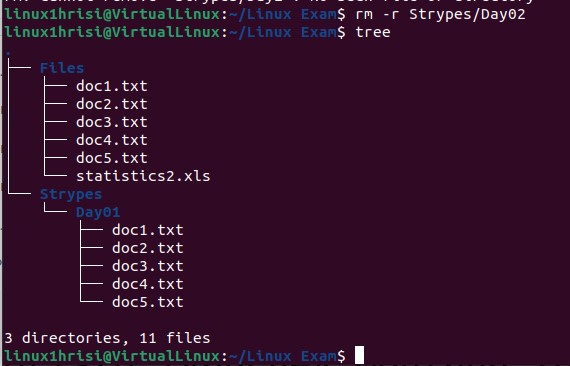 linux1hrisi@VirtualLinux:~/Linux Exam$ rm -r Strypes/Day02
linux1hrisi@VirtualLinux:~/Linux Exam$ tree
.
├── Files
│   ├── doc1.txt
│   ├── doc2.txt
│   ├── doc3.txt
│   ├── doc4.txt
│   ├── doc5.txt
│   └── statistics2.xls
└── Strypes
    └── Day01
        ├── doc1.txt
        ├── doc2.txt
        ├── doc3.txt
        ├── doc4.txt
        └── doc5.txt
3 directories, 11 files
linux1hrisi@VirtualLinux:~/Linux Exam$